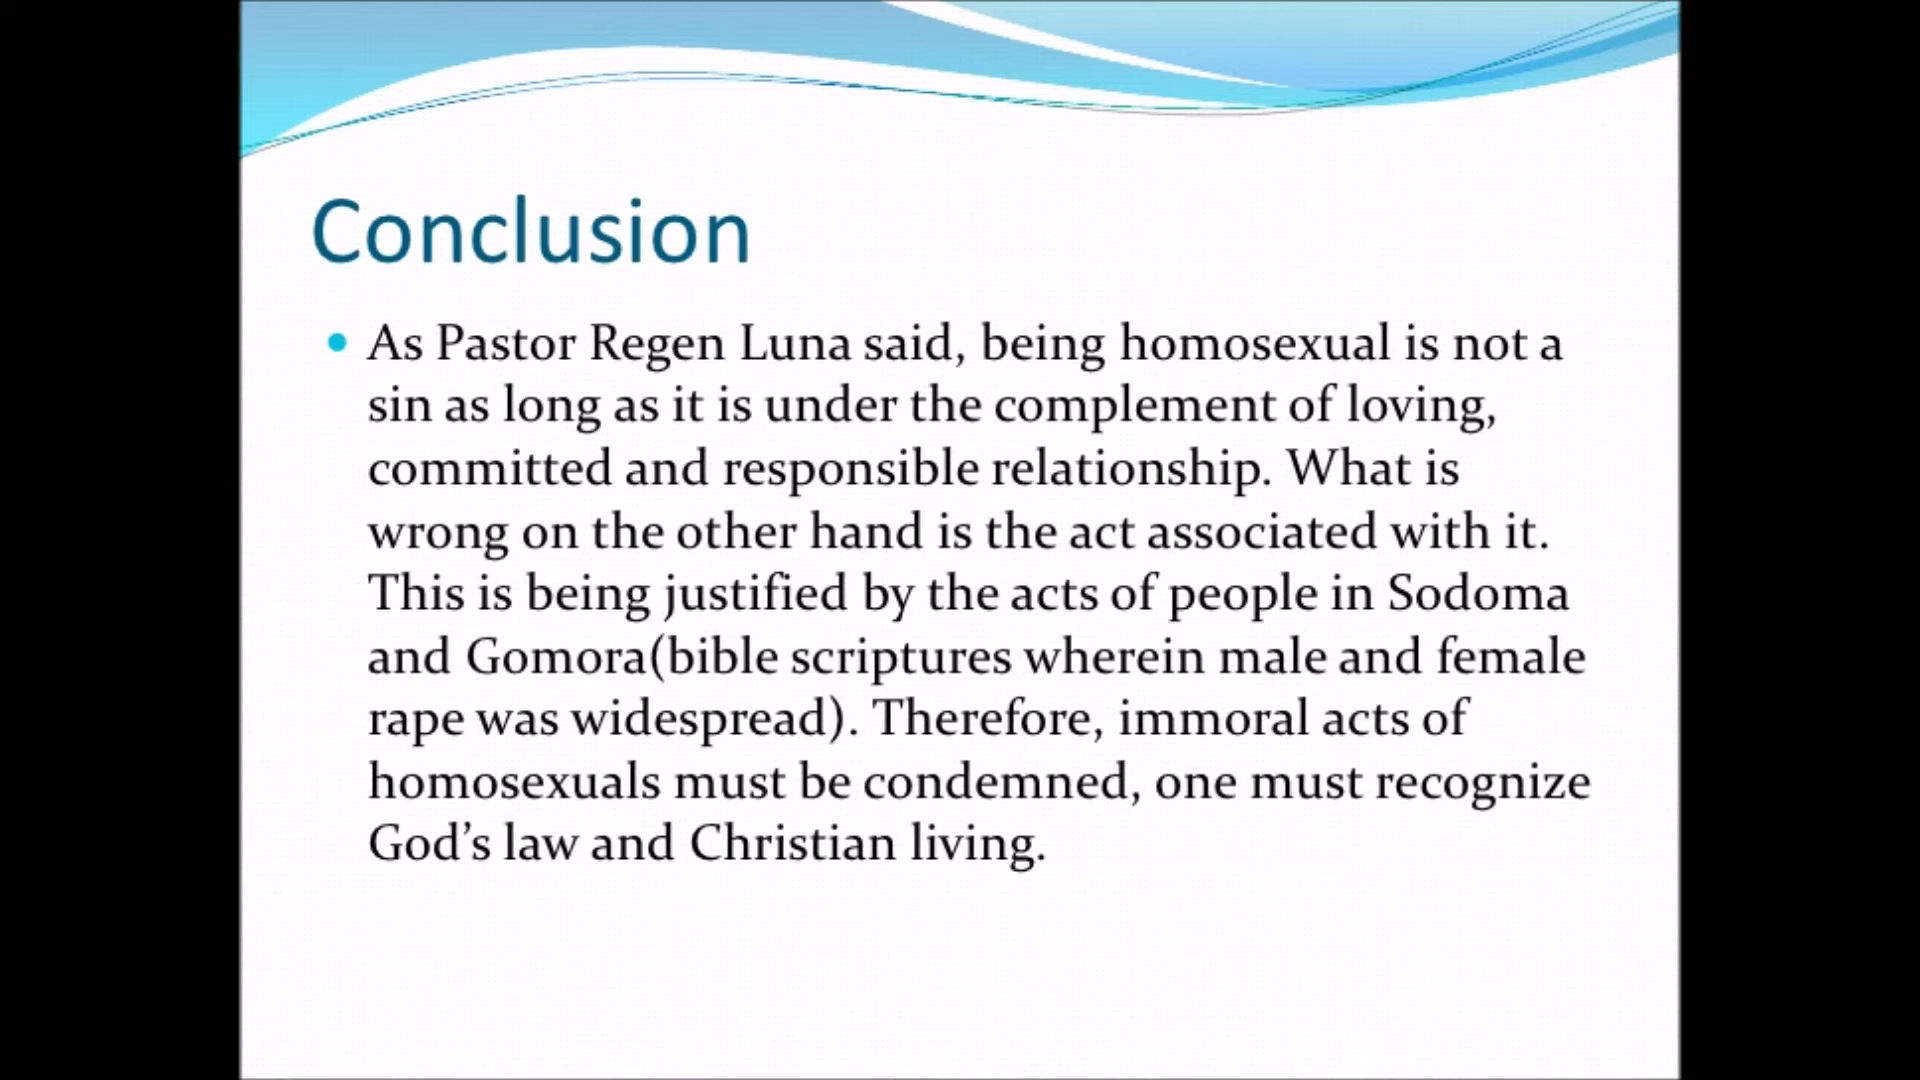 Conclusion
As Pastor Regen Luna said, being homosexual is not a
sin as long as it is under the complement of loving,
committed and responsible relationship. What is
wrong on the other hand is the act associated with it.
This is being justified by the acts of people in Sodoma
and Gomora(bible scriptures wherein male and female
rape was widespread). Therefore, immoral acts of
homosexuals must be condemned, one must recognize
God’s law and Christian living.